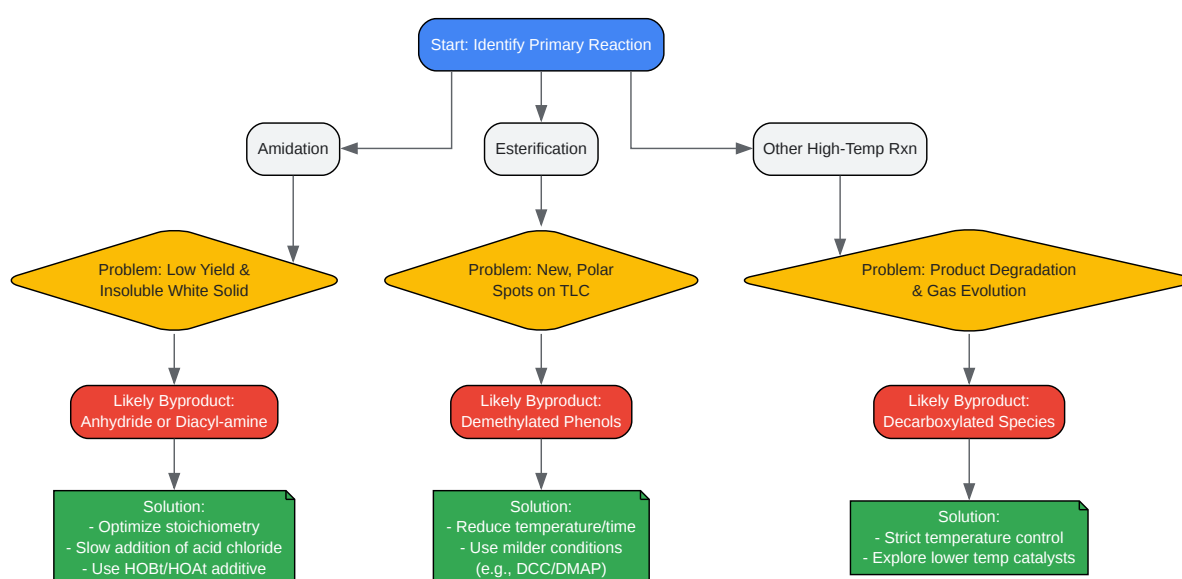 Start: Identify Primary Reaction
Amidation
Esterification
Other High-Temp Rxn
Problem: Low Yield &
Insoluble White Solid
Problem: New, Polar
Spots on TLC
Problem: Product Degradation
& Gas Evolution
Likely Byproduct:
Anhydride or Diacyl-amine
Likely Byproduct:
Demethylated Phenols
Likely Byproduct:
Decarboxylated Species
Solution:
- Optimize stoichiometry
- Slow addition of acid chloride
- Use HOBt/HOAt additive
Solution:
- Reduce temperature/time
- Use milder conditions
(e.g., DCC/DMAP)
Solution:
- Strict temperature control
- Explore lower temp catalysts